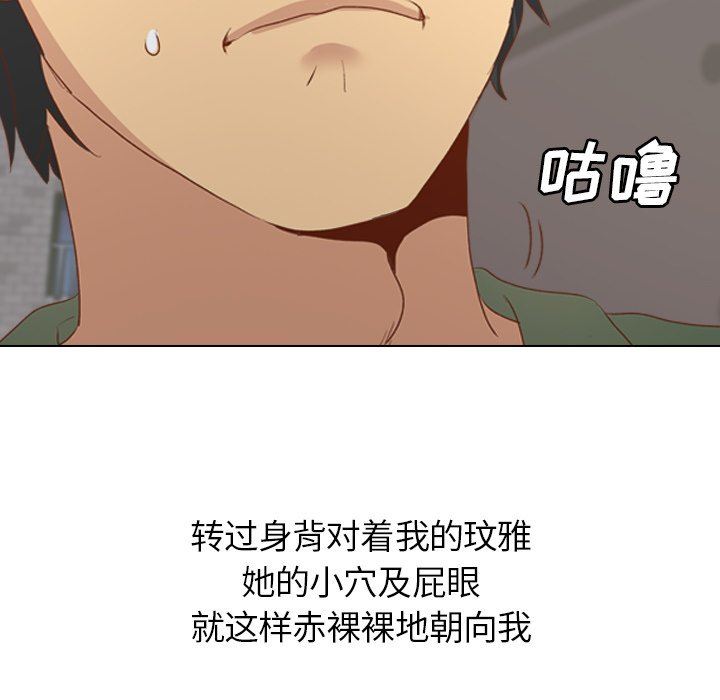 咕噜
转过身背对着我的玟雅
她的小穴及屁眼
就这样赤裸裸地朝向我